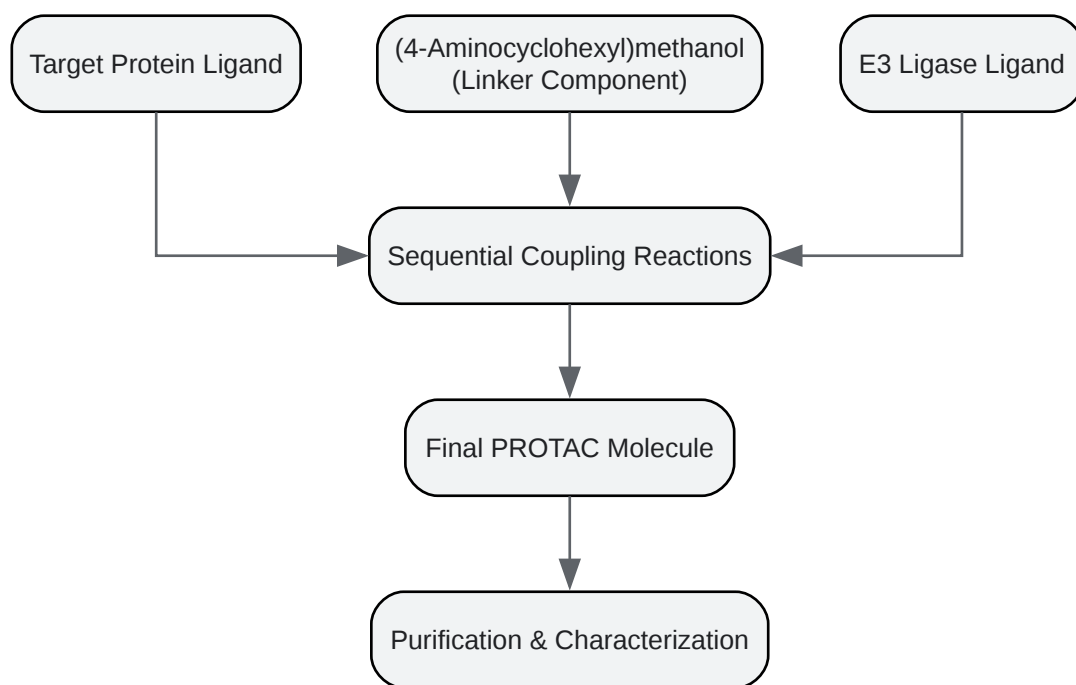 Target Protein Ligand
(4-Aminocyclohexyl)methanol
(Linker Component)
E3 Ligase Ligand
Sequential Coupling Reactions
Final PROTAC Molecule
Purification & Characterization